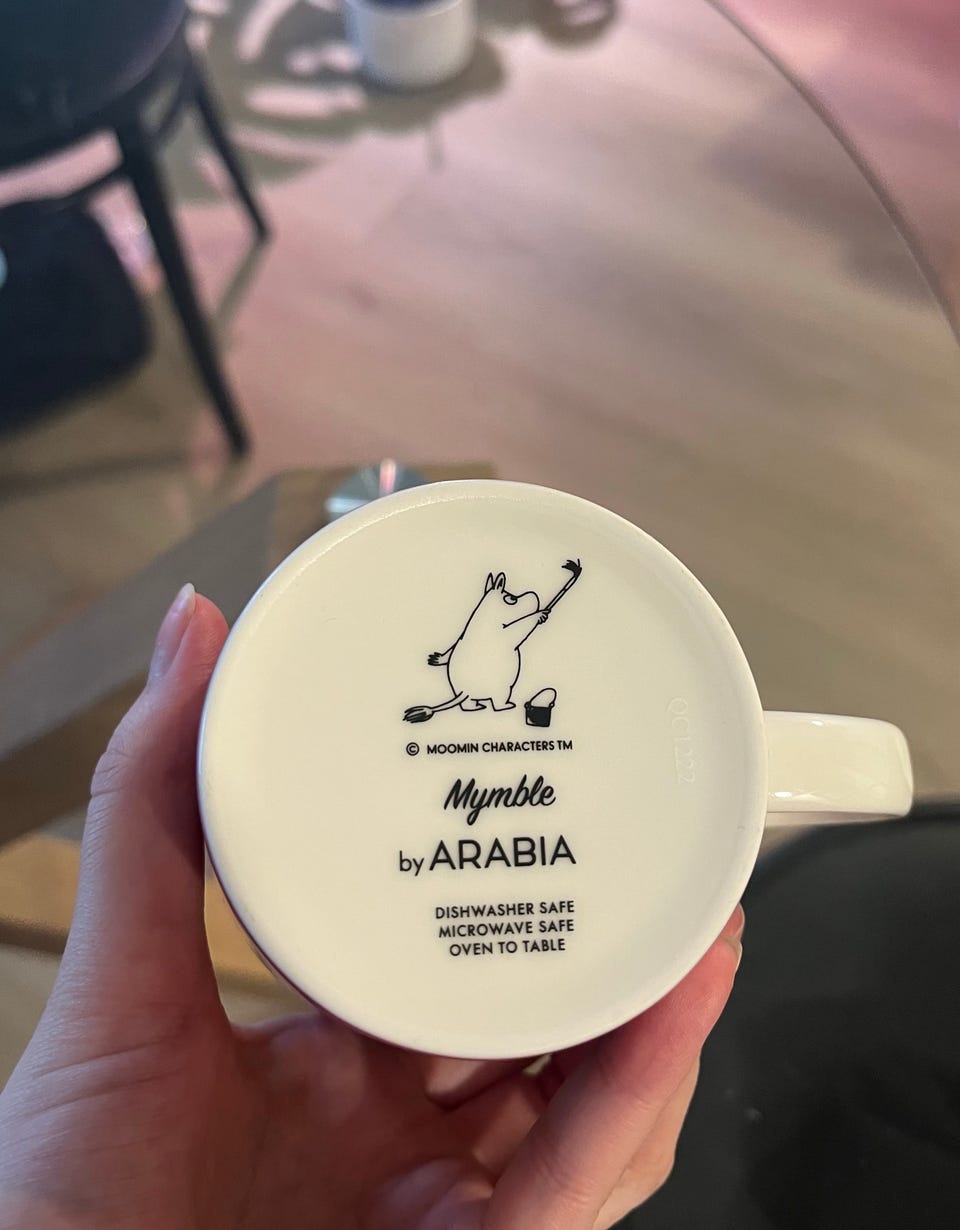 © MOOMIN CHARACTERS TM
Mymble
by ARABIA
DISHWASHER SAFE
MICROWAVE SAFE
OVEN TO TABLE